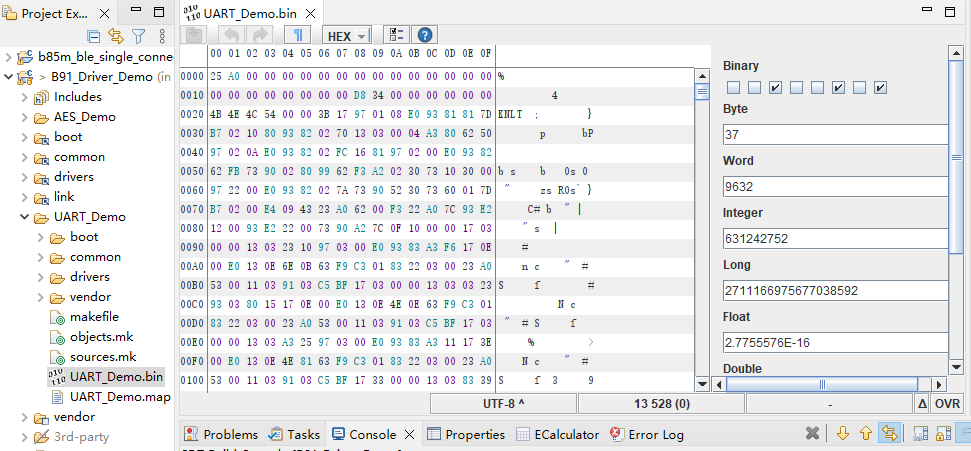 Project Ex...
b85m_ble_single_conne
> B91_Driver_Demo (in
Includes
AES_Demo
boot
common
drivers
link
UART_Demo
boot
common
drivers
vendor
makefile
objects.mk
sources.mk
UART_Demo.bin
UART_Demo.map
vendor
3rd-party
UART_Demo.bin
HEX
00 01 02 03 04 05 06 07 08 09 0A 0B 0C 0D 0E 0F
0000 25 A0 00 00 00 00 00 00 00 00 00 00 00 00 00 00 %
0010 00 00 00 00 00 00 00 00 D8 34 00 00 00 00 00 00 4
0020 4B 4E 4C 54 00 00 3B 17 97 01 08 E0 93 81 81 7D KNLT ; }
0030 B7 02 10 80 93 82 02 70 13 03 00 04 A3 80 62 50 p bP
0040 97 02 0A E0 93 82 02 FC 16 81 97 02 00 E0 93 82
0050 62 FB 73 90 02 80 99 62 F3 A2 02 30 73 10 30 00 b s b 0s 0
0060 97 22 00 E0 93 82 02 7A 73 90 52 30 73 60 01 7D " zs R0s` }
0070 B7 02 00 E4 09 43 23 A0 62 00 F3 22 A0 7C 93 E2 C# b " |
0080 12 00 93 E2 22 00 73 90 A2 7C 0F 10 00 00 17 03 " s |
0090 00 00 13 03 23 10 97 03 00 E0 93 83 A3 F6 17 0E #
00A0 00 E0 13 0E 6E 0B 63 F9 C3 01 83 22 03 00 23 A0 n c " #
00B0 53 00 11 03 91 03 C5 BF 17 03 00 00 13 03 03 23 S f #
00C0 93 03 80 15 17 0E 00 E0 13 0E 4E 0E 63 F9 C3 01 N c
00D0 83 22 03 00 23 A0 53 00 11 03 91 03 C5 BF 17 03 " # S f
00E0 00 00 13 03 A3 25 97 03 00 E0 93 83 A3 11 17 3E % >
00F0 00 E0 13 0E 4E 81 63 F9 C3 01 83 22 03 00 23 A0 N c " #
0100 53 00 11 03 91 03 C5 BF 17 33 00 00 13 03 83 39 S f 3 9
Binary
Byte
37
Word
9632
Integer
631242752
Long
2711166975677038592
Float
2.7755576E-16
Double
UTF-8 ^
13 528 (0)
-
Δ
OVR
Problems
Tasks
Console
Properties
ECalculator
Error Log